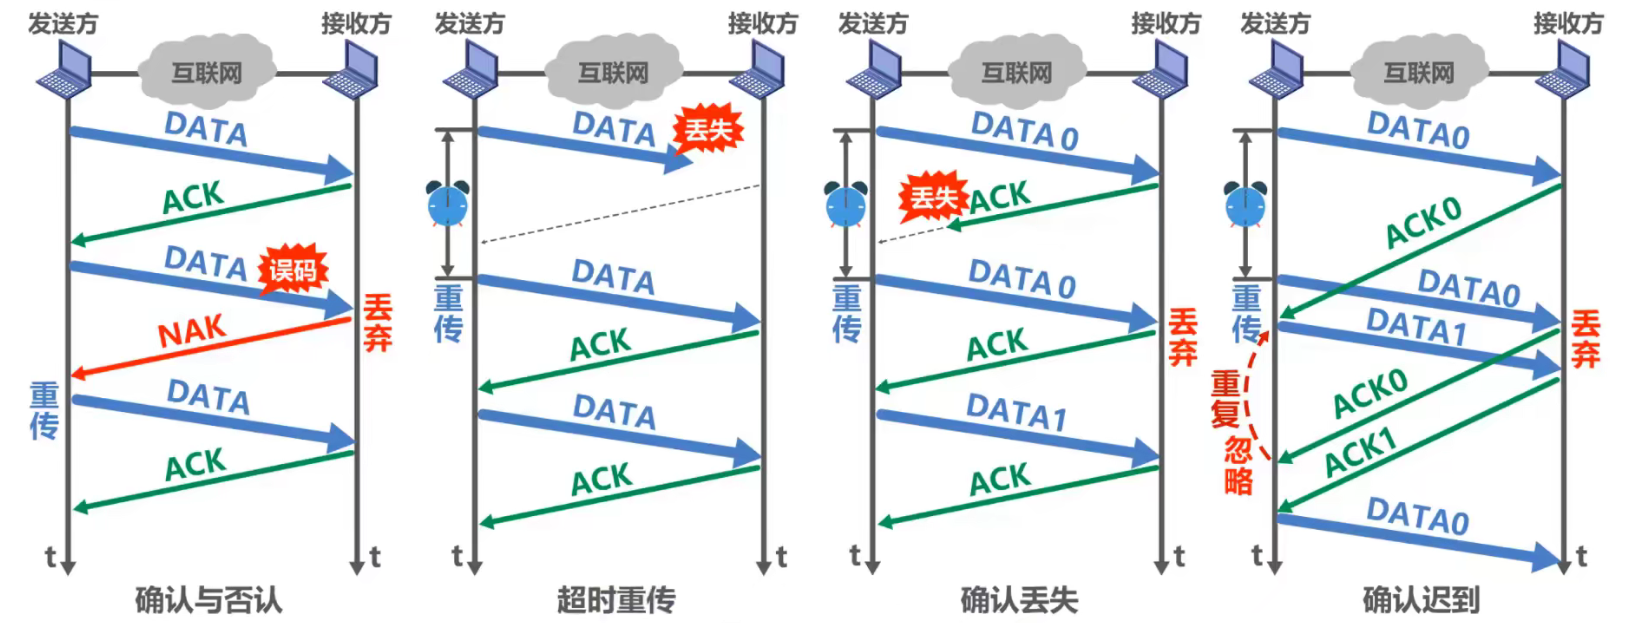 发送方
接收方
互联网
DATA
ACK
DATA
误码
丢弃
NAK
重传
DATA
ACK
t
t
确认与否认
发送方
接收方
互联网
DATA
丢失
重传
DATA
ACK
DATA
ACK
t
t
超时重传
发送方
接收方
互联网
DATA 0
丢失
ACK
重传
DATA 0
丢弃
ACK
DATA1
ACK
t
t
确认丢失
发送方
接收方
互联网
DATA0
ACK0
重传
DATA0
DATA1
丢弃
重复
忽略
ACK0
ACK1
DATA0
t
t
确认迟到